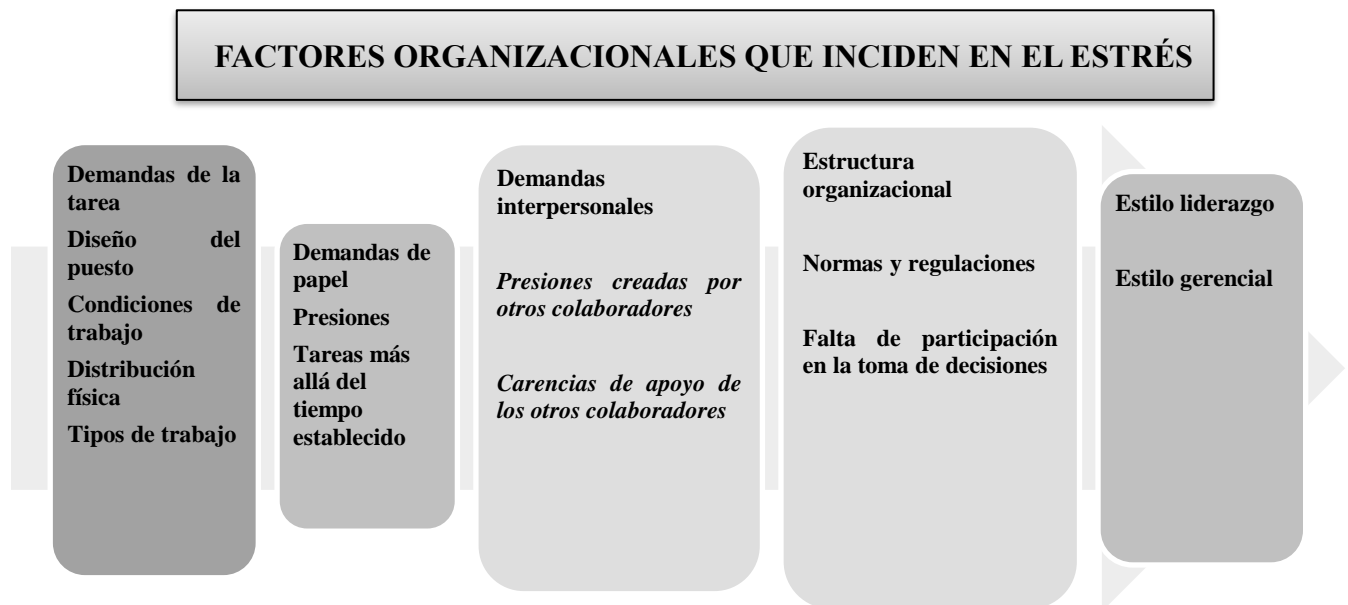 FACTORES ORGANIZACIONALES QUE INCIDEN EN EL ESTRÉS
Demandas de la
tarea
Diseño del
puesto
Condiciones de
trabajo
Distribución
física
Tipos de trabajo
Demandas de
papel
Presiones
Tareas más
allá del
tiempo
establecido
Demandas
interpersonales
Presiones creadas por
otros colaboradores
Carencias de apoyo de
los otros colaboradores
Estructura
organizacional
Normas y regulaciones
Falta de participación
en la toma de decisiones
Estilo liderazgo
Estilo gerencial